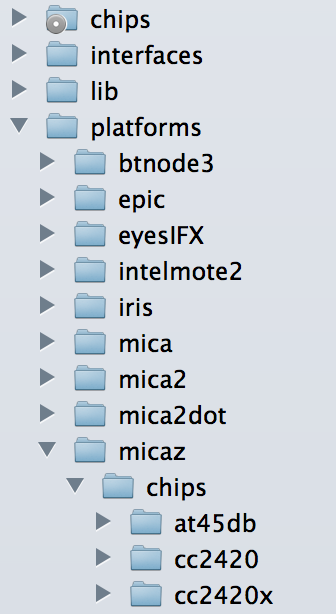 chips
interfaces
lib
platforms
btnode3
epic
eyesIFX
intelmote2
iris
mica
mica2
mica2dot
micaz
chips
at45db
cc2420
cc2420x